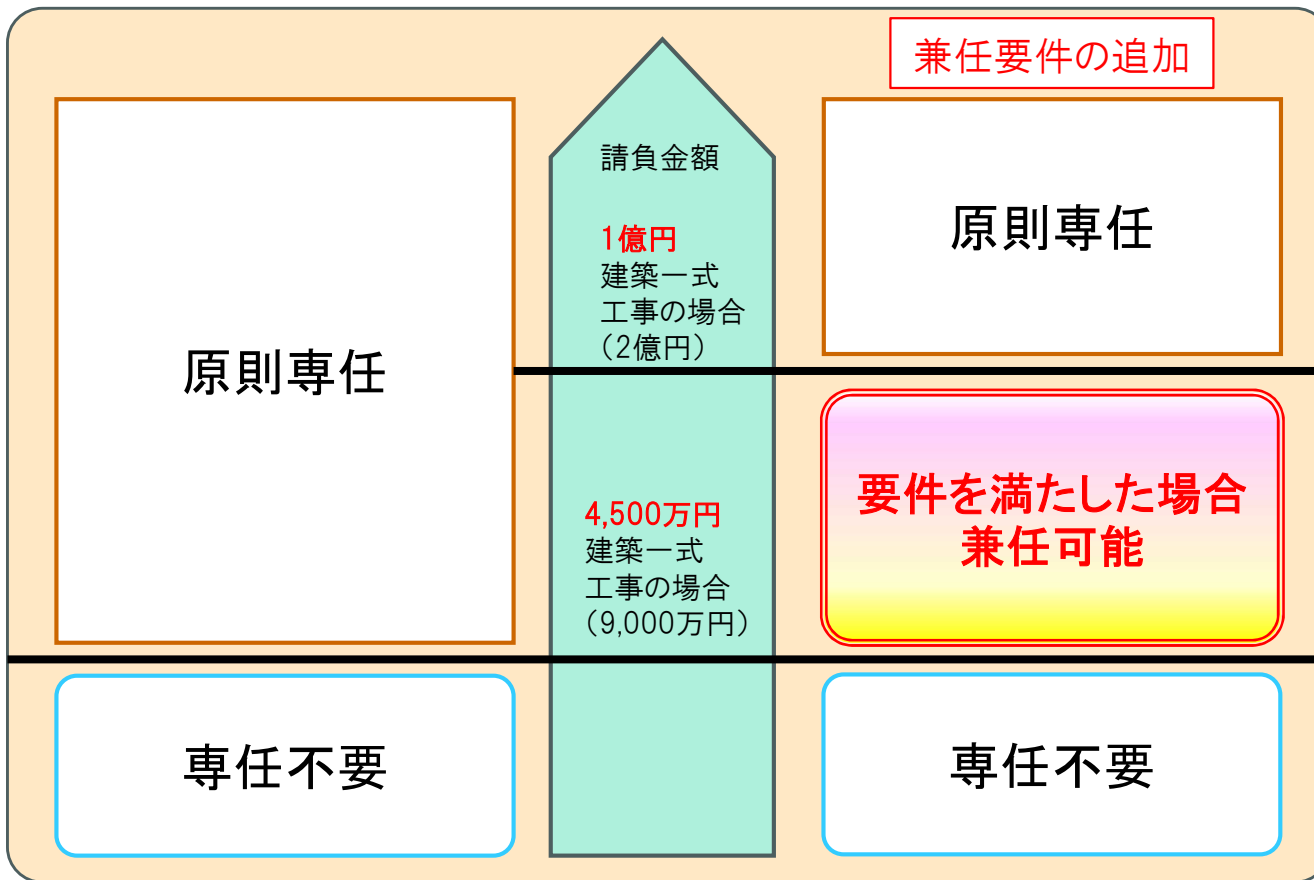 兼任要件の追加
原則専任
専任不要
請負金額
1億円
建築一式
工事の場合
（2億円）
4,500万円
建築一式
工事の場合
（9,000万円）
原則専任
要件を満たした場合
兼任可能
専任不要